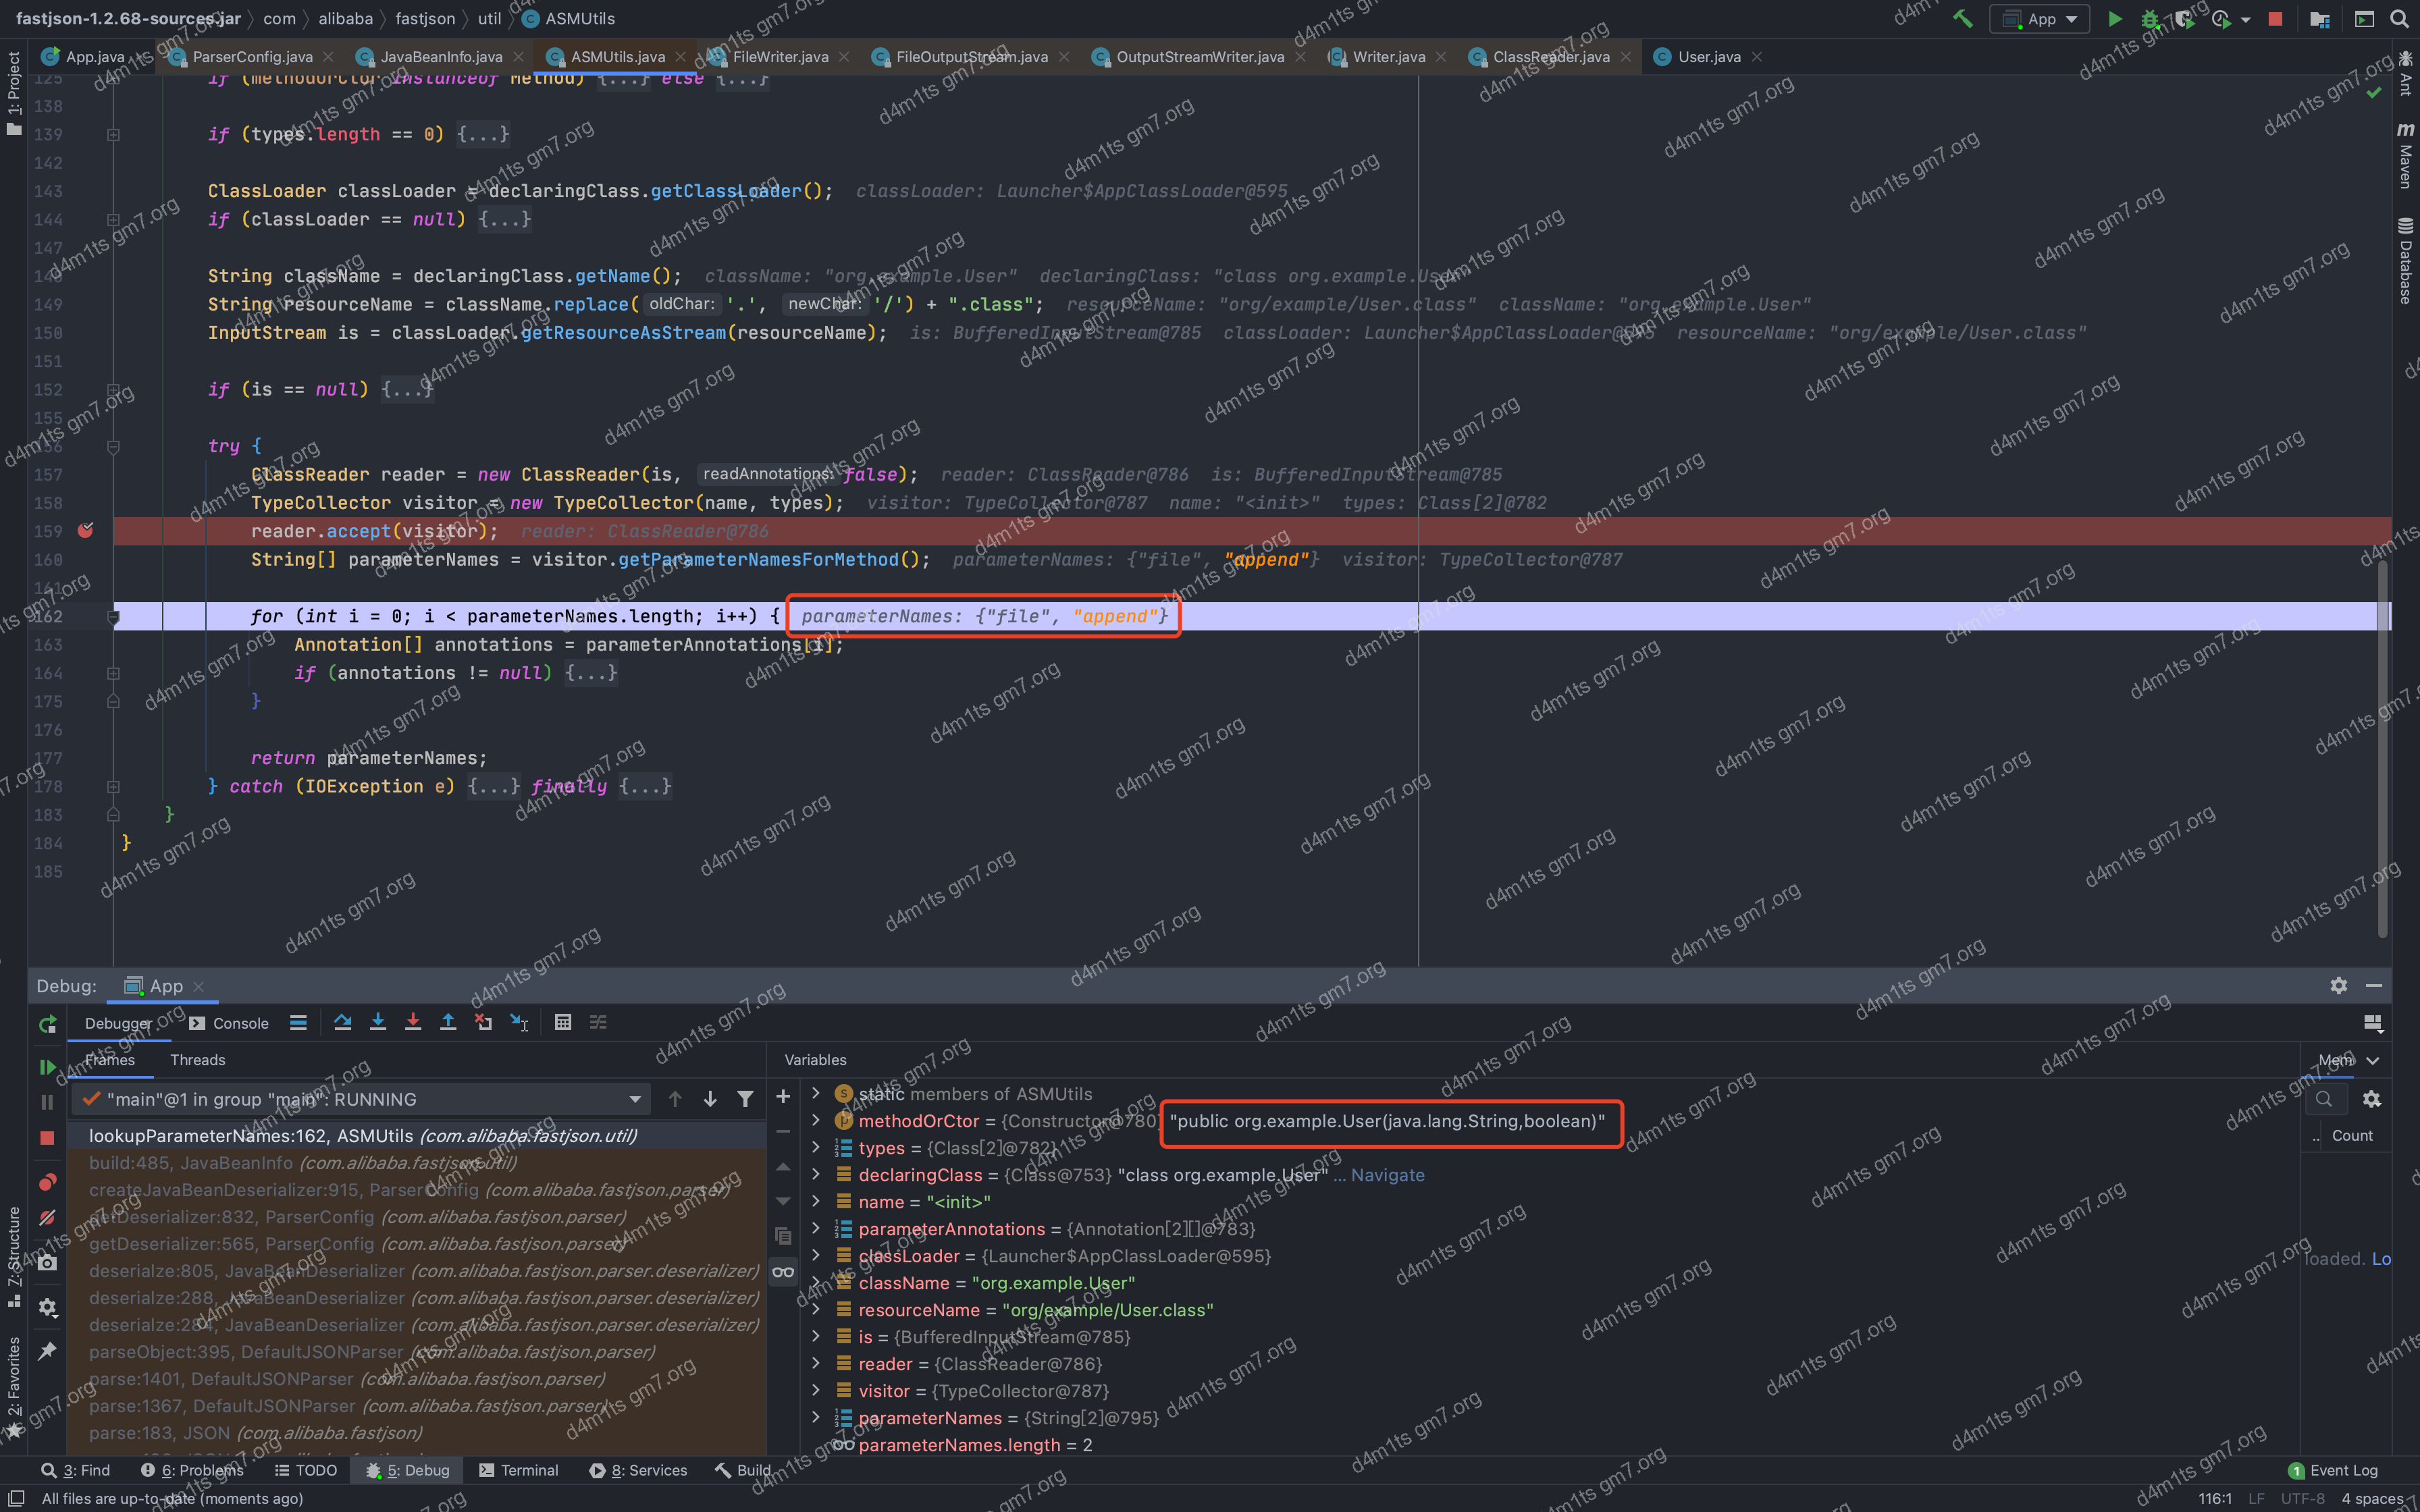 fastjson-1.2.68-sources.jar com alibaba fastjson util ASMUtils App
App.java ParserConfig.java JavaBeanInfo.java ASMUtils.java FileWriter.java FileOutputStream.java OutputStreamWriter.java Writer.java ClassReader.java User.java
125 if (methodOrCtor instanceof Method) {...} else {...}
138
139 if (types.length == 0) {...}
142
143 ClassLoader classLoader = declaringClass.getClassLoader(); classLoader: Launcher$AppClassLoader@595
144 if (classLoader == null) {...}
147
148 String className = declaringClass.getName(); className: "org.example.User" declaringClass: "class org.example.User"
149 String resourceName = className.replace( oldChar: '.', newChar: '/') + ".class"; resourceName: "org/example/User.class" className: "org.example.User"
150 InputStream is = classLoader.getResourceAsStream(resourceName); is: BufferedInputStream@785 classLoader: Launcher$AppClassLoader@595 resourceName: "org/example/User.class"
151
152 if (is == null) {...}
155
156 try {
157 ClassReader reader = new ClassReader(is, readAnnotations: false); reader: ClassReader@786 is: BufferedInputStream@785
158 TypeCollector visitor = new TypeCollector(name, types); visitor: TypeCollector@787 name: "<init>" types: Class[2]@782
159 reader.accept(visitor); reader: ClassReader@786
160 String[] parameterNames = visitor.getParameterNamesForMethod(); parameterNames: {"file", "append"} visitor: TypeCollector@787
161
162 for (int i = 0; i < parameterNames.length; i++) { parameterNames: {"file", "append"}
163 Annotation[] annotations = parameterAnnotations[i];
164 if (annotations != null) {...}
175 }
176
177 return parameterNames;
178 } catch (IOException e) {...} finally {...}
183 }
184 }
185
1: Project
7: Structure
2: Favorites
Ant
Maven
Database
Debug: App
Debugger Console
Frames Threads
"main"@1 in group "main": RUNNING
lookupParameterNames:162, ASMUtils (com.alibaba.fastjson.util)
build:485, JavaBeanInfo (com.alibaba.fastjson.util)
createJavaBeanDeserializer:915, ParserConfig (com.alibaba.fastjson.parser)
getDeserializer:832, ParserConfig (com.alibaba.fastjson.parser)
getDeserializer:565, ParserConfig (com.alibaba.fastjson.parser)
deserialze:805, JavaBeanDeserializer (com.alibaba.fastjson.parser.deserializer)
deserialze:288, JavaBeanDeserializer (com.alibaba.fastjson.parser.deserializer)
deserialze:284, JavaBeanDeserializer (com.alibaba.fastjson.parser.deserializer)
parseObject:395, DefaultJSONParser (com.alibaba.fastjson.parser)
parse:1401, DefaultJSONParser (com.alibaba.fastjson.parser)
parse:1367, DefaultJSONParser (com.alibaba.fastjson.parser)
parse:183, JSON (com.alibaba.fastjson)
Variables
static members of ASMUtils
methodOrCtor = {Constructor@780} "public org.example.User(java.lang.String,boolean)"
types = {Class[2]@782}
declaringClass = {Class@753} "class org.example.User" ... Navigate
name = "<init>"
parameterAnnotations = {Annotation[2][]@783}
classLoader = {Launcher$AppClassLoader@595}
className = "org.example.User"
resourceName = "org/example/User.class"
is = {BufferedInputStream@785}
reader = {ClassReader@786}
visitor = {TypeCollector@787}
parameterNames = {String[2]@795}
parameterNames.length = 2
Mem
.. Count
loaded. Lo
3: Find 6: Problems TODO 5: Debug Terminal 8: Services Build 1 Event Log
All files are up-to-date (moments ago) 116:1 LF UTF-8 4 spaces
d4m1ts gm7.org